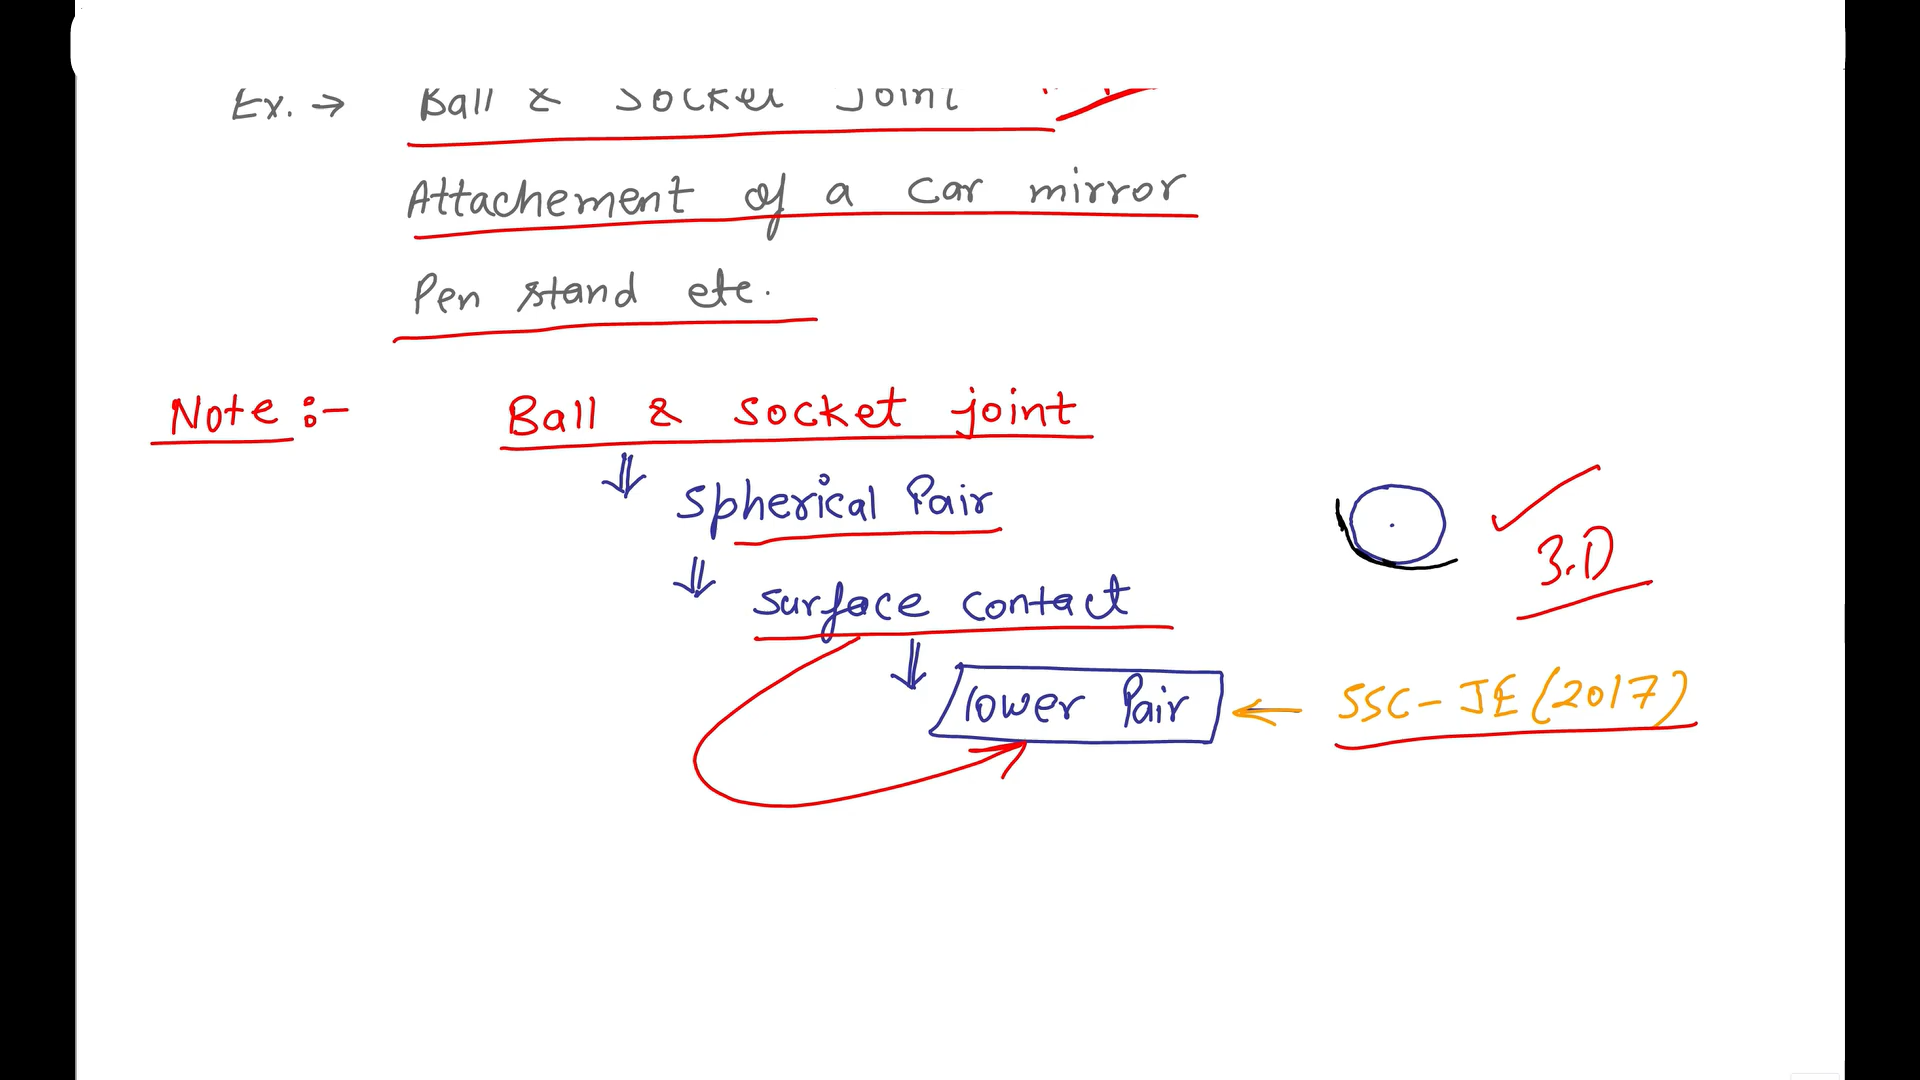 Ex. → Ball & Socket Joint
Attachement of a car mirror
Pen stand etc.
Note :- Ball & Socket joint
⇓ Spherical Pair
⇓ surface contact
3.D
⇓ lower Pair ← SSC-JE (2017)